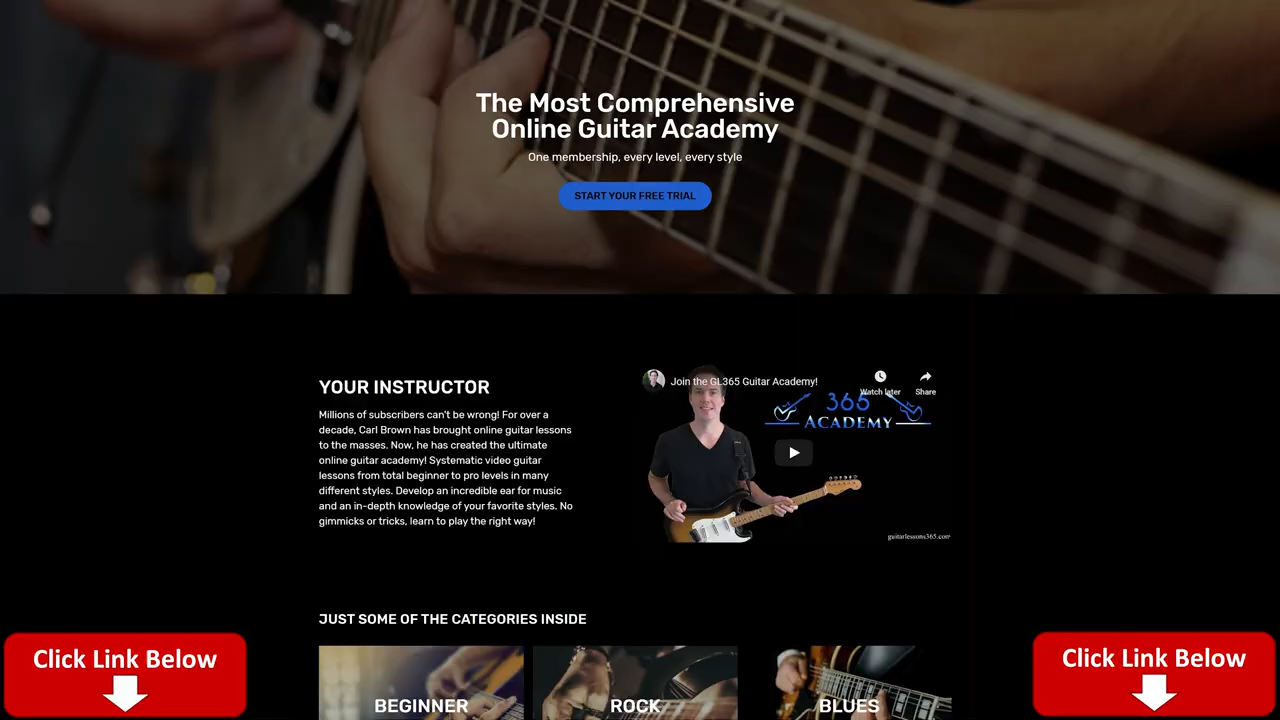 The Most Comprehensive
Online Guitar Academy
One membership, every level, every style
START YOUR FREE TRIAL
YOUR INSTRUCTOR
Millions of subscribers can't be wrong! For over a
decade, Carl Brown has brought online guitar lessons
to the masses. Now, he has created the ultimate
online guitar academy! Systematic video guitar
lessons from total beginner to pro levels in many
different styles. Develop an incredible ear for music
and an in-depth knowledge of your favorite styles. No
gimmicks or tricks, learn to play the right way!
Join the GL365 Guitar Academy!
Watch later
Share
365
ACADEMY
guitarlessons365.com
JUST SOME OF THE CATEGORIES INSIDE
BEGINNER
ROCK
BLUES
Click Link Below
Click Link Below